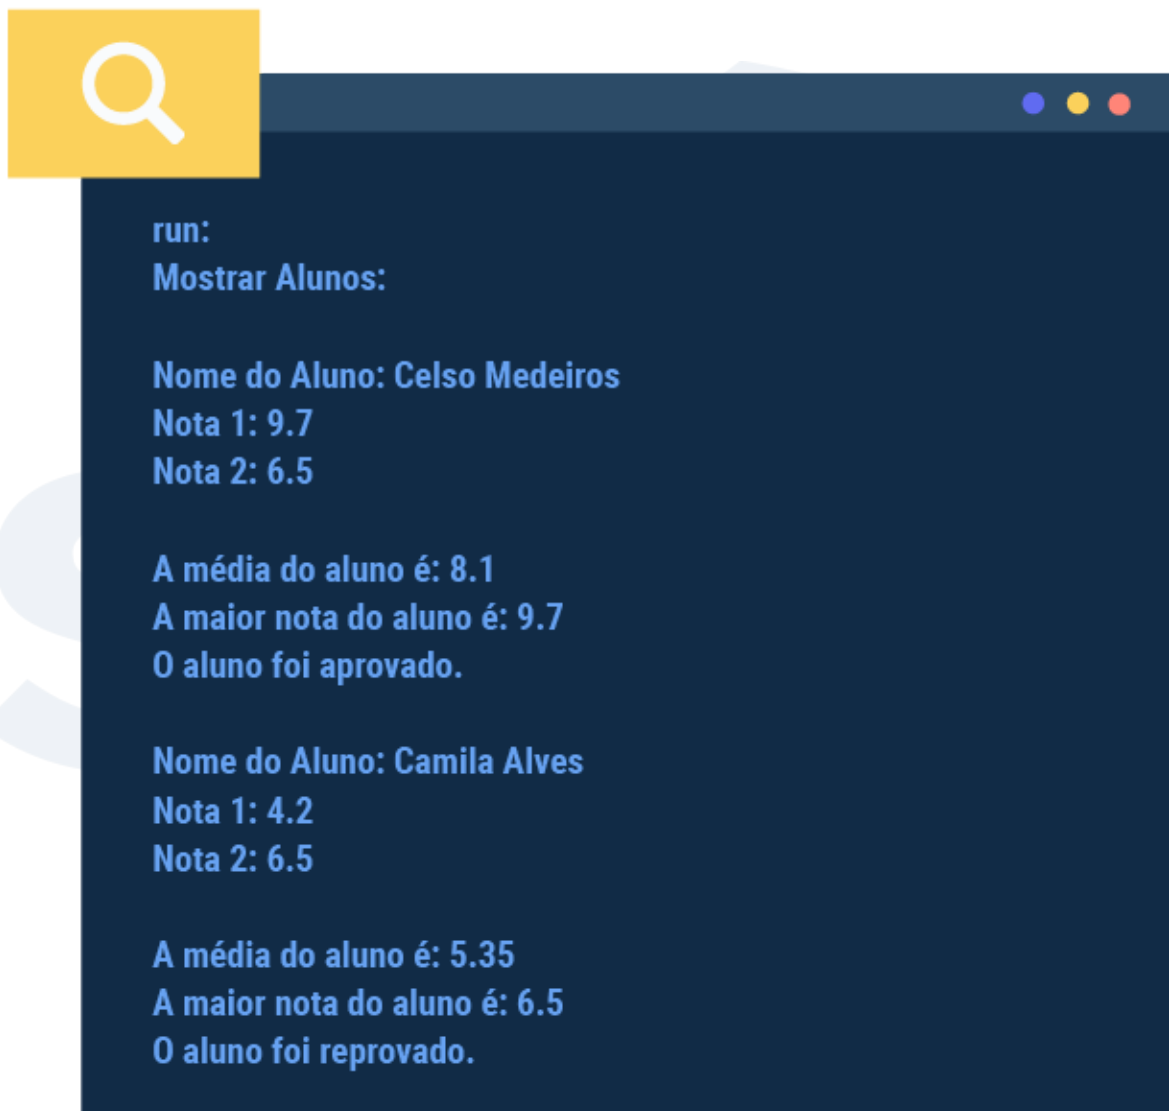 run:
Mostrar Alunos:
Nome do Aluno: Celso Medeiros
Nota 1: 9.7
Nota 2: 6.5
A média do aluno é: 8.1
A maior nota do aluno é: 9.7
O aluno foi aprovado.
Nome do Aluno: Camila Alves
Nota 1: 4.2
Nota 2: 6.5
A média do aluno é: 5.35
A maior nota do aluno é: 6.5
O aluno foi reprovado.